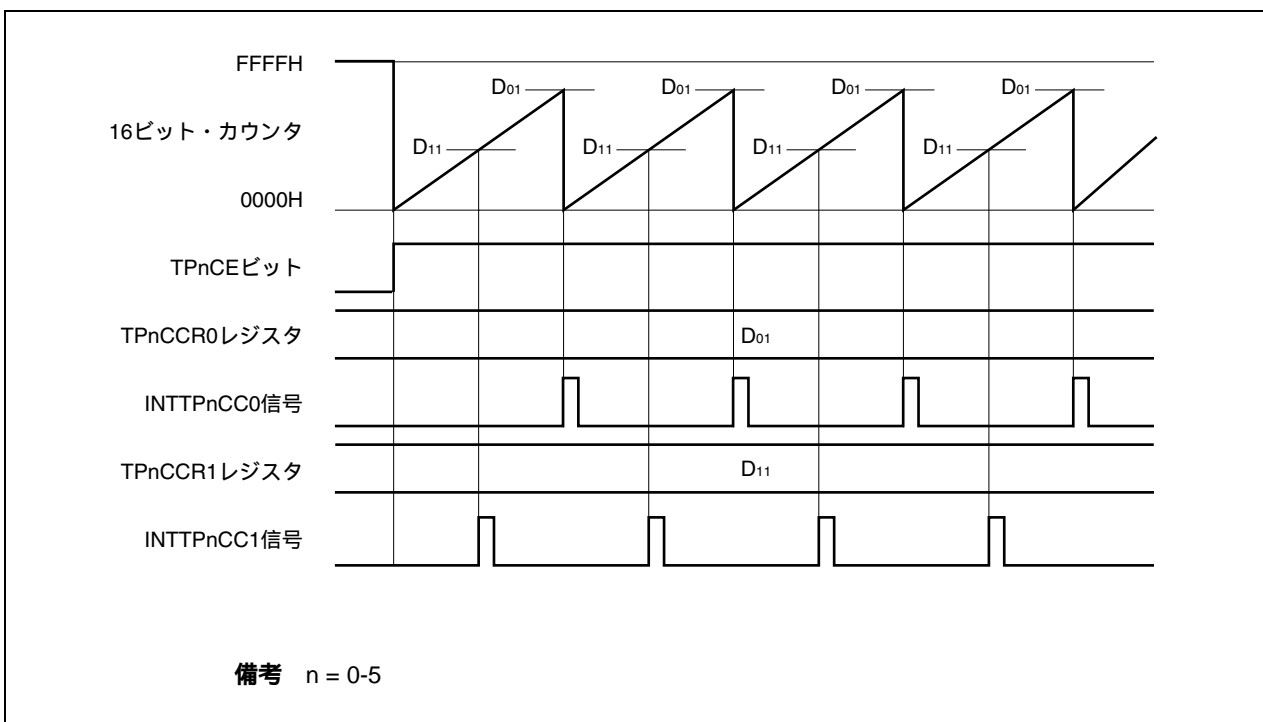 FFFFH
D01 D01 D01 D01
16ビット・カウンタ
D11 D11 D11 D11
0000H
TPnCEビット
TPnCCR0レジスタ D01
INTTPnCC0信号
TPnCCR1レジスタ D11
INTTPnCC1信号
備考 n = 0-5